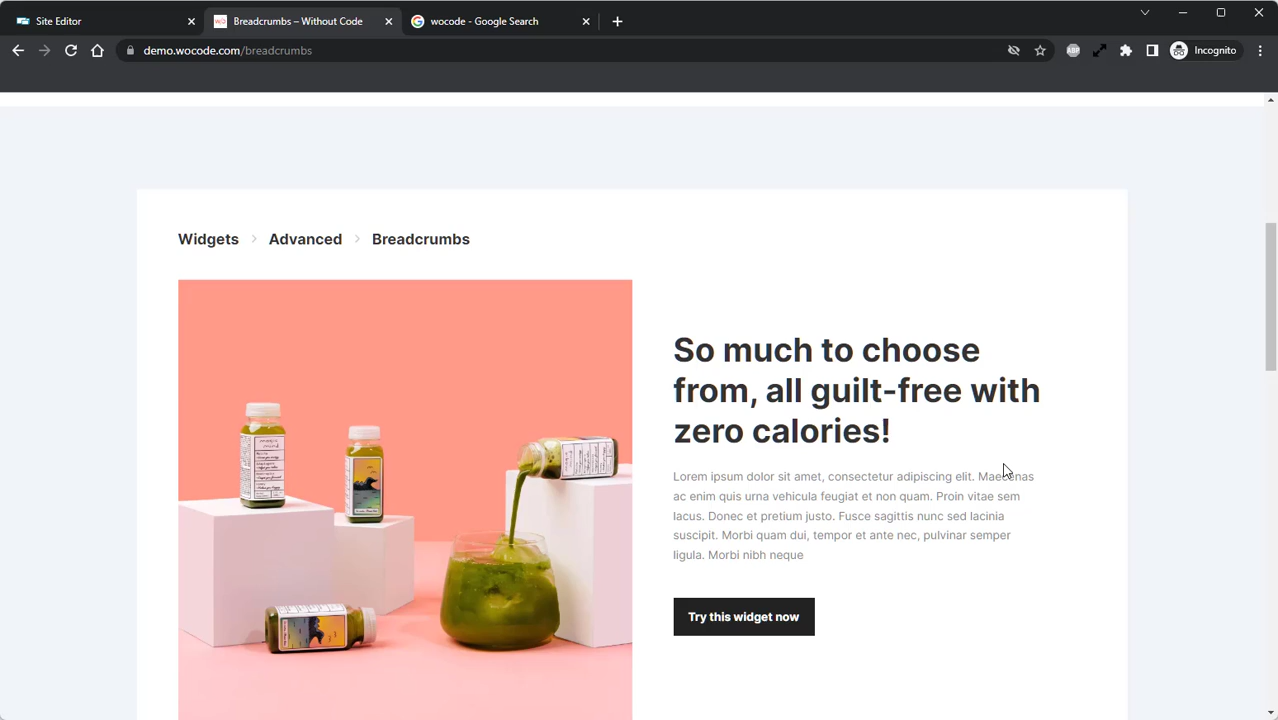 Site Editor
Breadcrumbs – Without Code
wocode - Google Search
demo.wocode.com/breadcrumbs
ABP
Incognito
Widgets > Advanced > Breadcrumbs
So much to choose
from, all guilt-free with
zero calories!
Lorem ipsum dolor sit amet, consectetur adipiscing elit. Maecenas
ac enim quis urna vehicula feugiat et non quam. Proin vitae sem
lacus. Donec et pretium justo. Fusce sagittis nunc sed lacinia
suscipit. Morbi quam dui, tempor et ante nec, pulvinar semper
ligula. Morbi nibh neque
Try this widget now